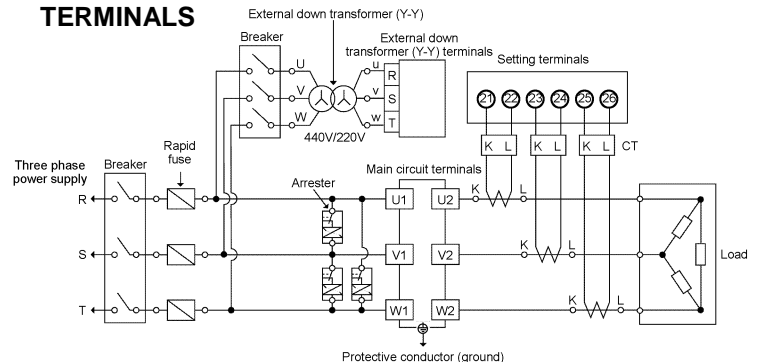 TERMINALS
External down transformer (Y-Y)
Breaker
External down
transformer (Y-Y) terminals
Setting terminals
U u R
V v S
W w T
440V/220V
21 22 23 24 25 26
K L K L K L CT
Rapid
fuse
Three phase
power supply
Breaker
Arrester
Main circuit terminals
R U1 U2 K L
S V1 V2 K L Load
T W1 W2 K L
Protective conductor (ground)